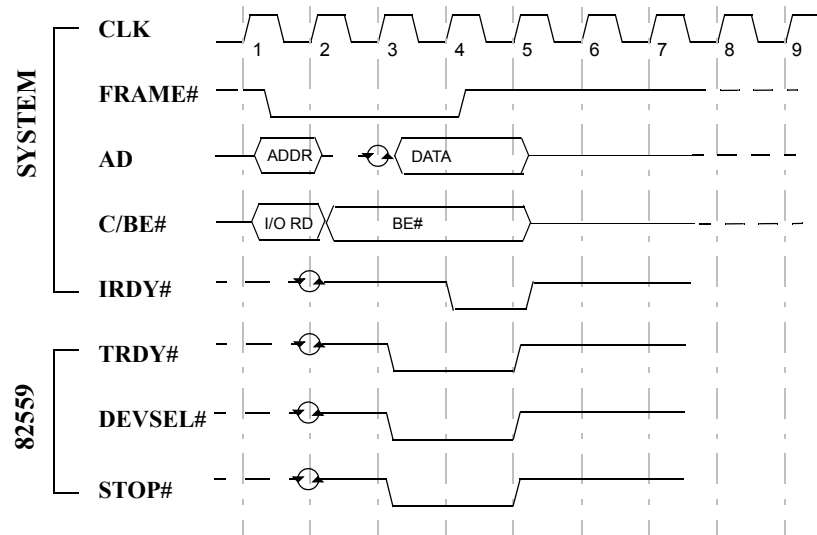 SYSTEM
CLK
1 2 3 4 5 6 7 8 9
FRAME#
AD
ADDR
DATA
C/BE#
I/O RD
BE#
IRDY#
82559
TRDY#
DEVSEL#
STOP#